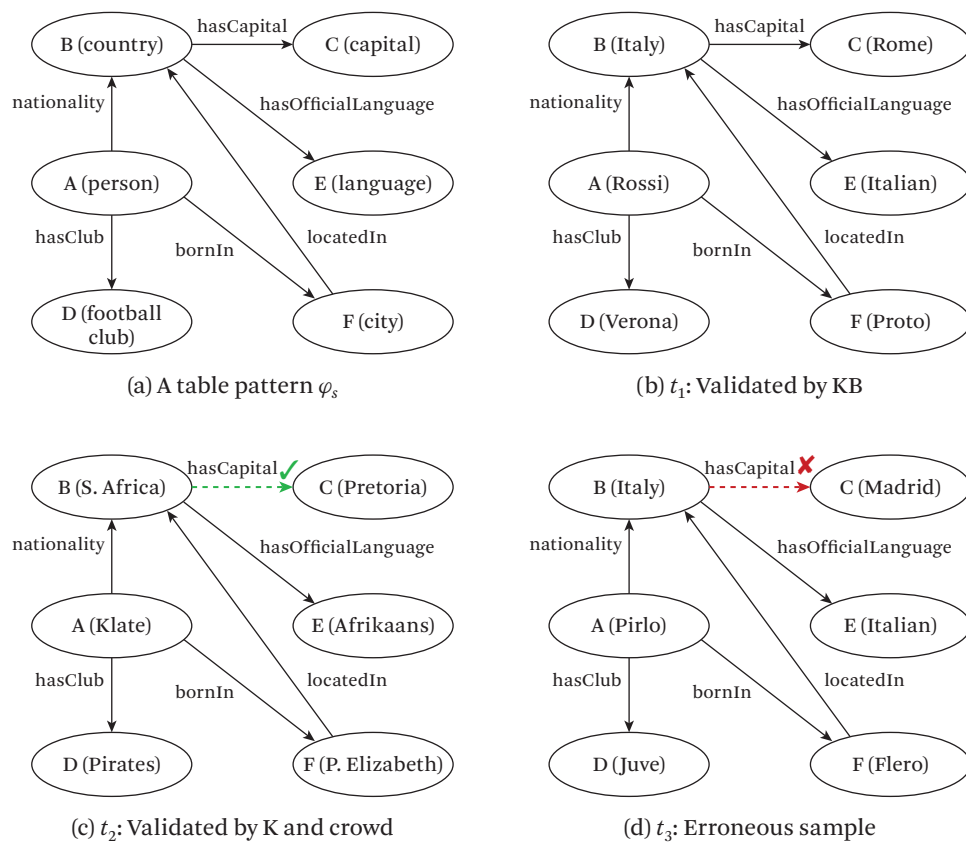 B (country)
hasCapital
C (capital)
nationality
hasOfficialLanguage
A (person)
E (language)
hasClub
bornIn
locatedIn
D (football
club)
F (city)
(a) A table pattern φs
B (Italy)
hasCapital
C (Rome)
nationality
hasOfficialLanguage
A (Rossi)
E (Italian)
hasClub
bornIn
locatedIn
D (Verona)
F (Proto)
(b) t1: Validated by KB
B (S. Africa)
hasCapital ✓
C (Pretoria)
nationality
hasOfficialLanguage
A (Klate)
E (Afrikaans)
hasClub
bornIn
locatedIn
D (Pirates)
F (P. Elizabeth)
(c) t2: Validated by K and crowd
B (Italy)
hasCapital ✘
C (Madrid)
nationality
hasOfficialLanguage
A (Pirlo)
E (Italian)
hasClub
bornIn
locatedIn
D (Juve)
F (Flero)
(d) t3: Erroneous sample